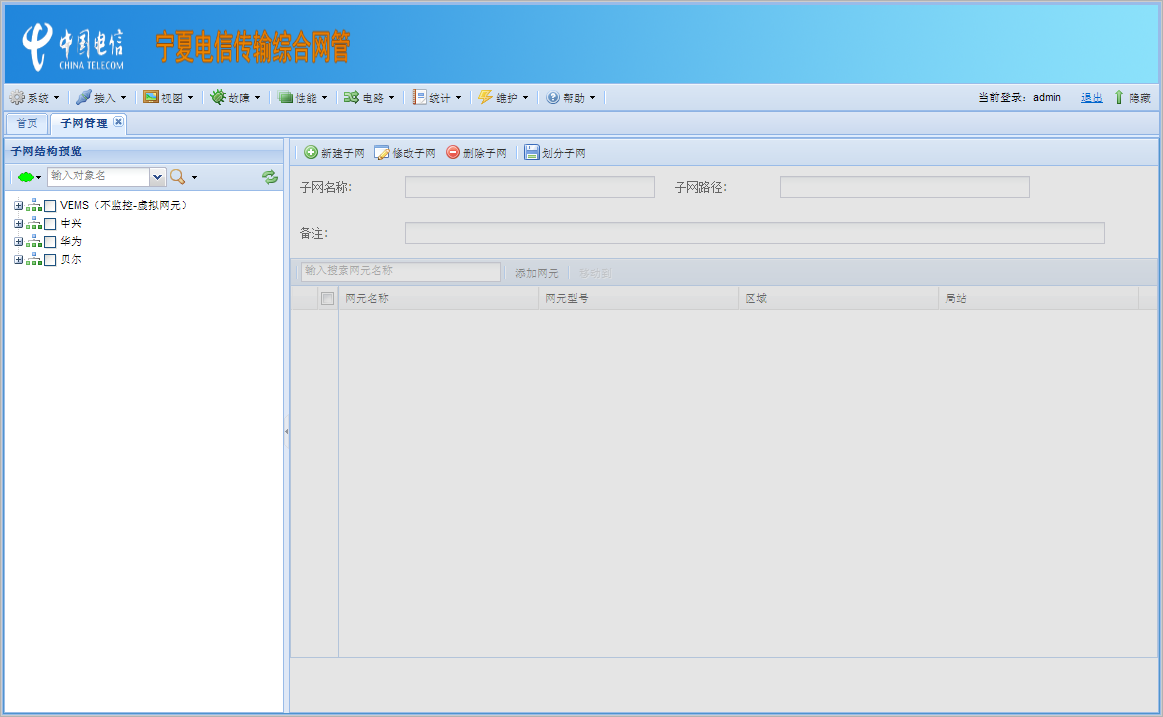 中国电信
CHINA TELECOM
宁夏电信传输综合网管
系统 接入 视图 故障 性能 电路 统计 维护 帮助 当前登录: admin 退出 隐藏
首页 子网管理
子网结构预览
输入对象名
VEMS（不监控-虚拟网元）
中兴
华为
贝尔
新建子网 修改子网 删除子网 划分子网
子网名称: 子网路径:
备注:
输入搜索网元名称 添加网元 移动到
网元名称 网元型号 区域 局站